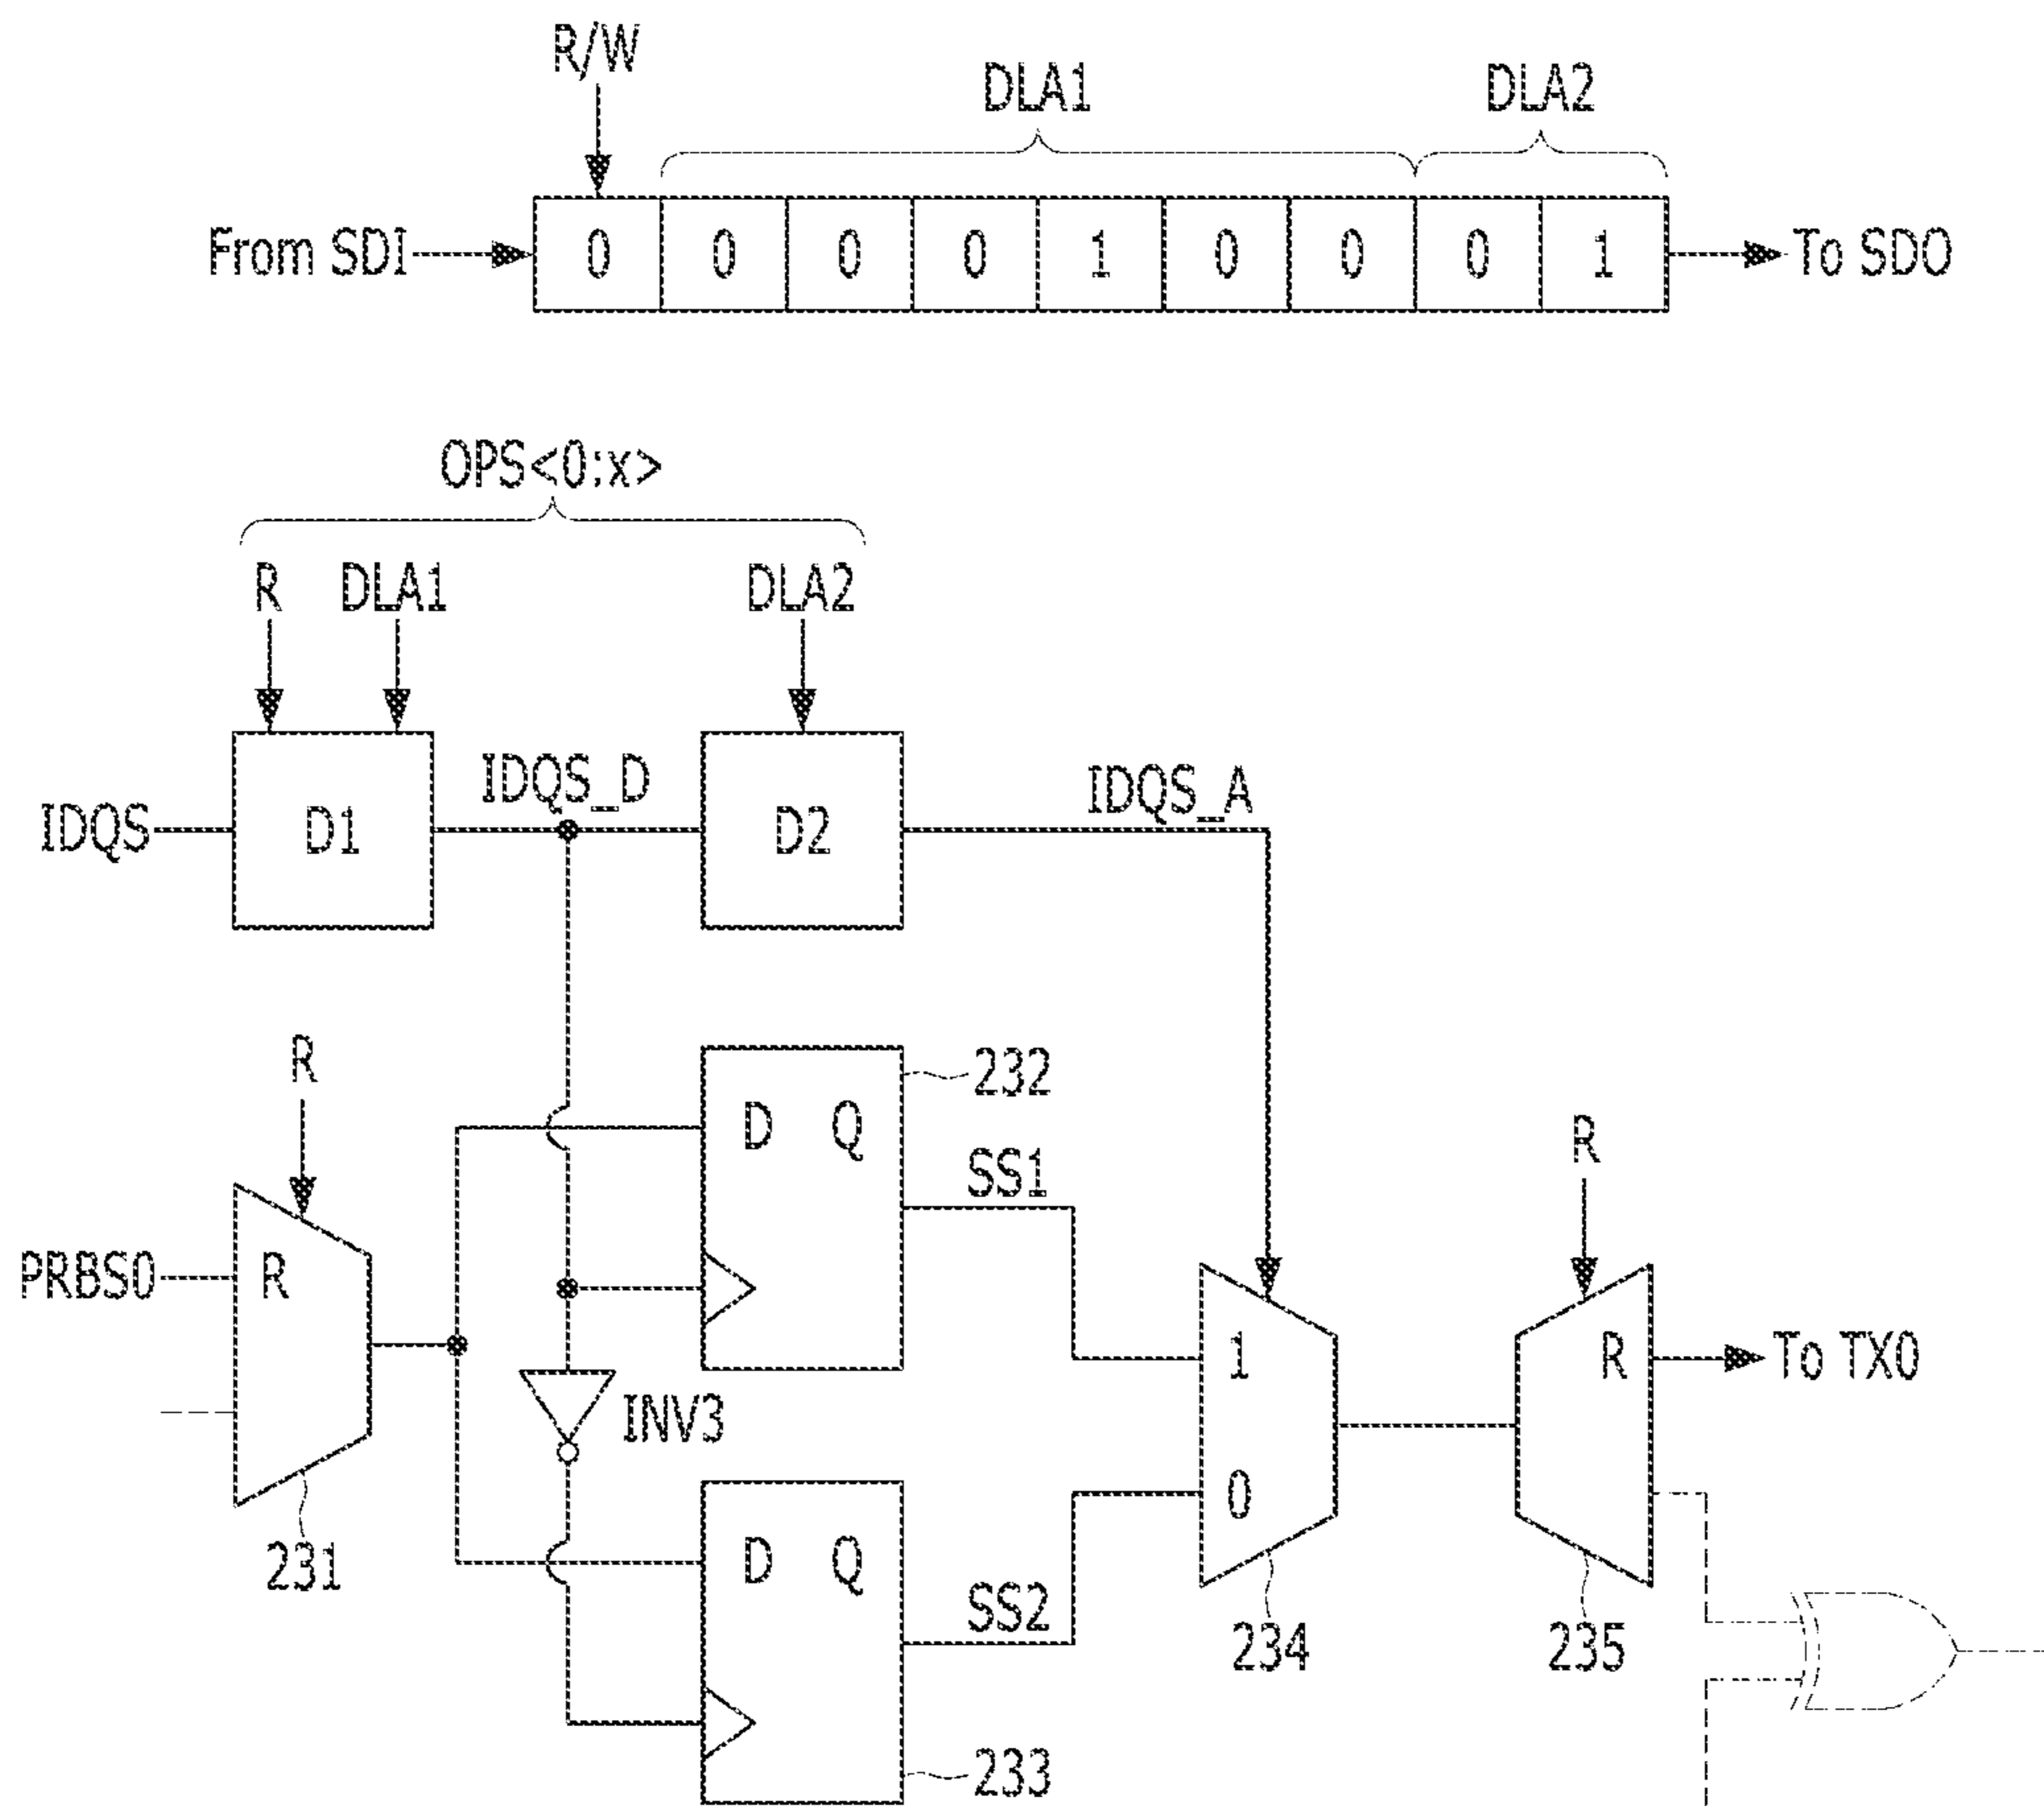 R/W
DLA1 DLA2
From SDI 0 0 0 0 1 0 0 0 1 To SDO
OPS<0:x>
R DLA1 DLA2
IDQS D1 IDQS_D D2 IDQS_A
R
PRBS0 R
231
D Q
232
SS1
INV3
D Q
233
SS2
1
0
234
R
R To TX0
235